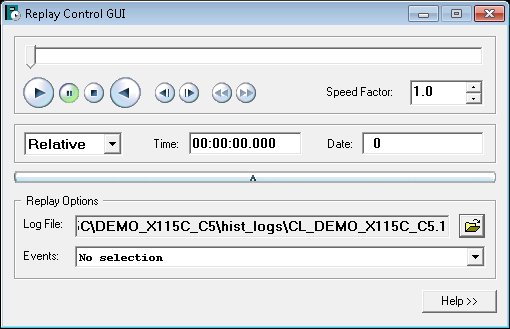 Replay Control GUI
Speed Factor: 1.0
Relative Time: 00:00:00.000 Date: 0
Replay Options
Log File: C\DEMO_X115C_C5\hist_logs\CL_DEMO_X115C_C5.1
Events: No selection
Help >>